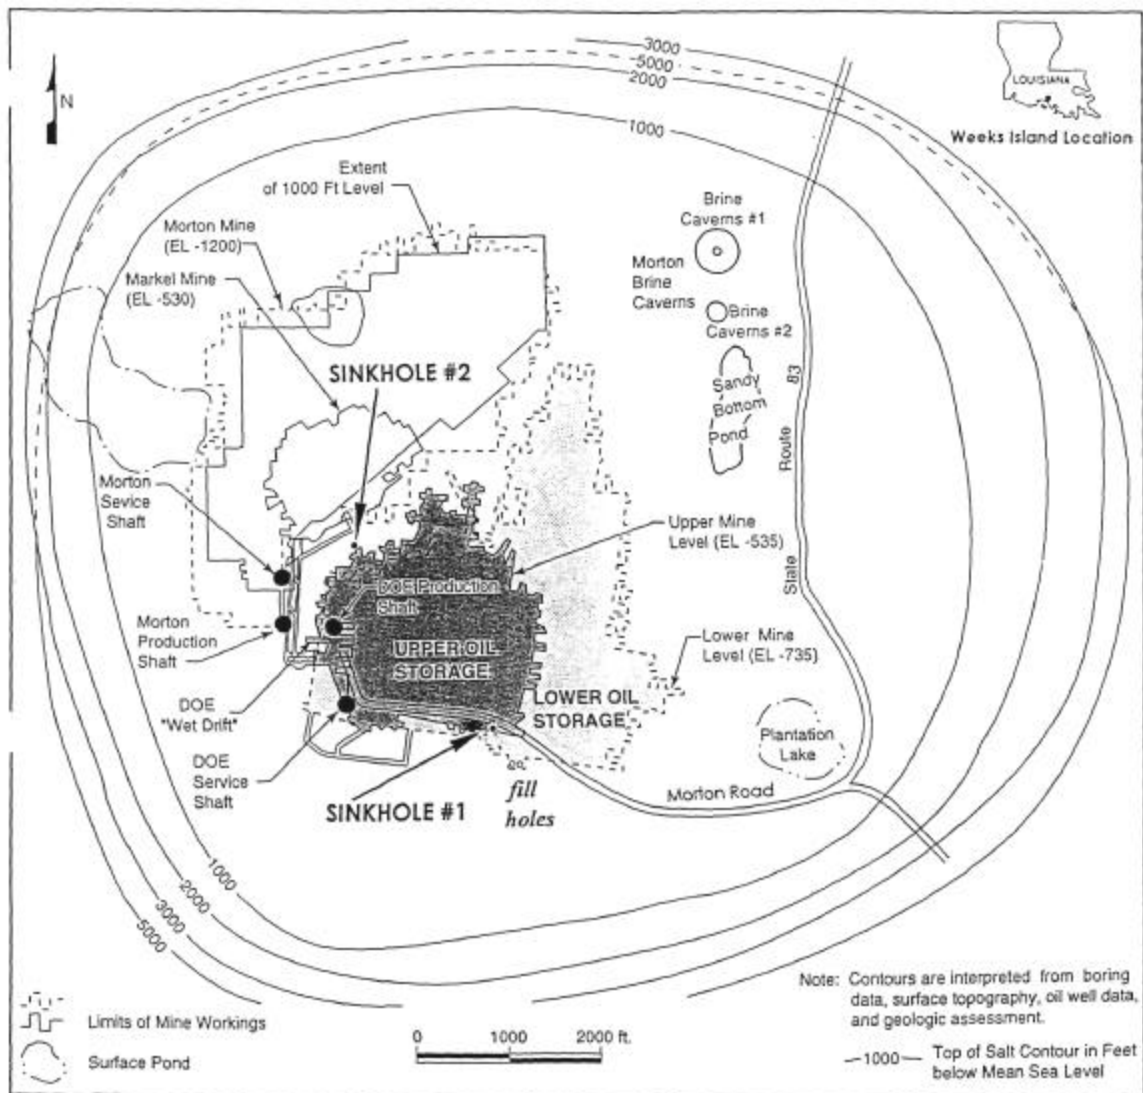 3000
5000
2000
1000
N
LOUISIANA
Weeks Island Location
Extent
of 1000 Ft Level
Morton Mine
(EL -1200)
Markel Mine
(EL -530)
Brine
Caverns #1
Morton
Brine
Caverns
Brine
Caverns #2
SINKHOLE #2
Sandy
Bottom
Pond
State Route 83
Morton
Sevice
Shaft
Upper Mine
Level (EL -535)
DOE Production
Shaft
Morton
Production
Shaft
UPPER OIL
STORAGE
Lower Mine
Level (EL -735)
LOWER OIL
STORAGE
DOE
"Wet Drift"
Plantation
Lake
DOE
Service
Shaft
SINKHOLE #1
fill
holes
Morton Road
1000
2000
3000
5000
Note: Contours are interpreted from boring
data, surface topography, oil well data,
and geologic assessment.
Limits of Mine Workings
Surface Pond
0 1000 2000 ft.
—1000— Top of Salt Contour in Feet
below Mean Sea Level